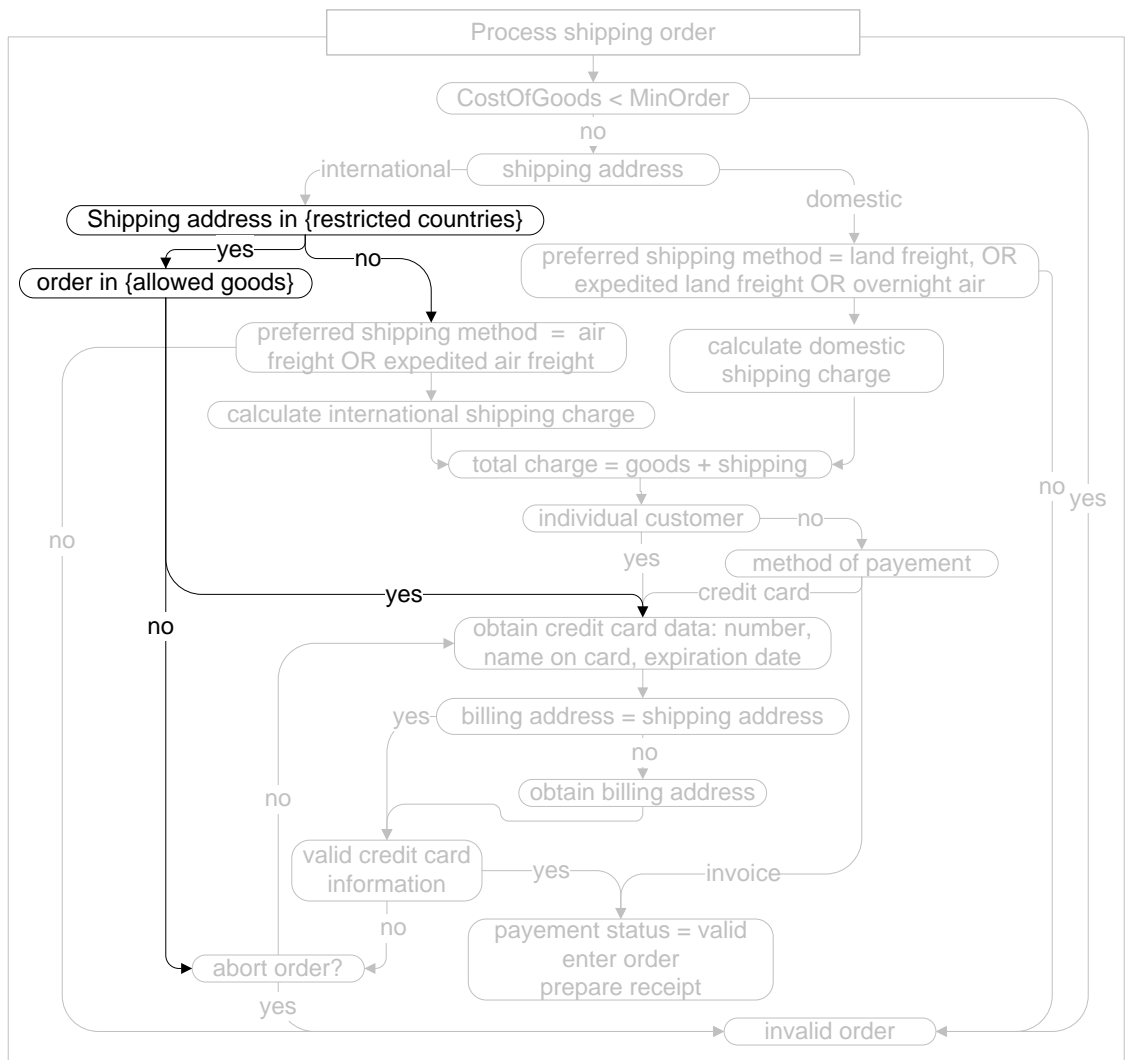 Process shipping order
CostOfGoods < MinOrder
no
international
shipping address
domestic
Shipping address in {restricted countries}
yes
no
order in {allowed goods}
preferred shipping method = land freight, OR
expedited land freight OR overnight air
preferred shipping method  =  air
freight OR expedited air freight
calculate domestic
shipping charge
calculate international shipping charge
total charge = goods + shipping
no
yes
individual customer
no
no
yes
method of payement
credit card
yes
no
obtain credit card data: number,
name on card, expiration date
yes
billing address = shipping address
no
obtain billing address
no
valid credit card
information
yes
invoice
no
payement status = valid
enter order
prepare receipt
abort order?
yes
invalid order